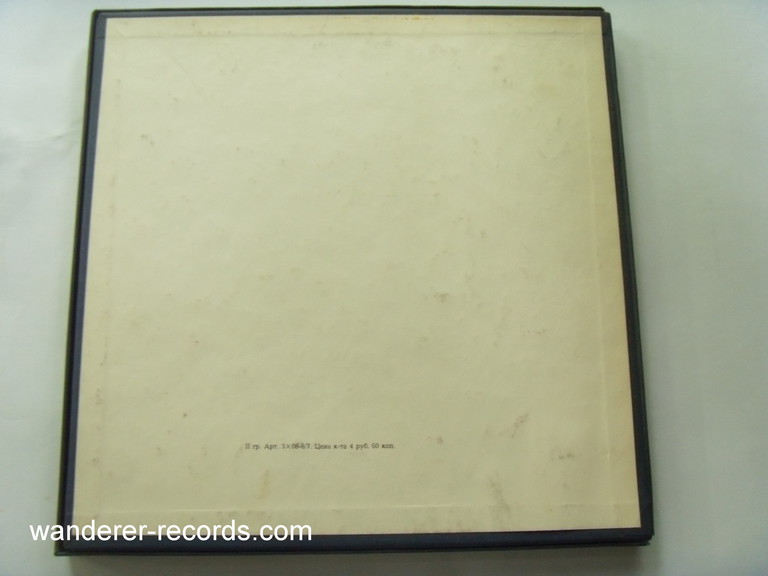 II гр. Арт. Цена к-та 4 руб. 60 коп.
wanderer-records.com